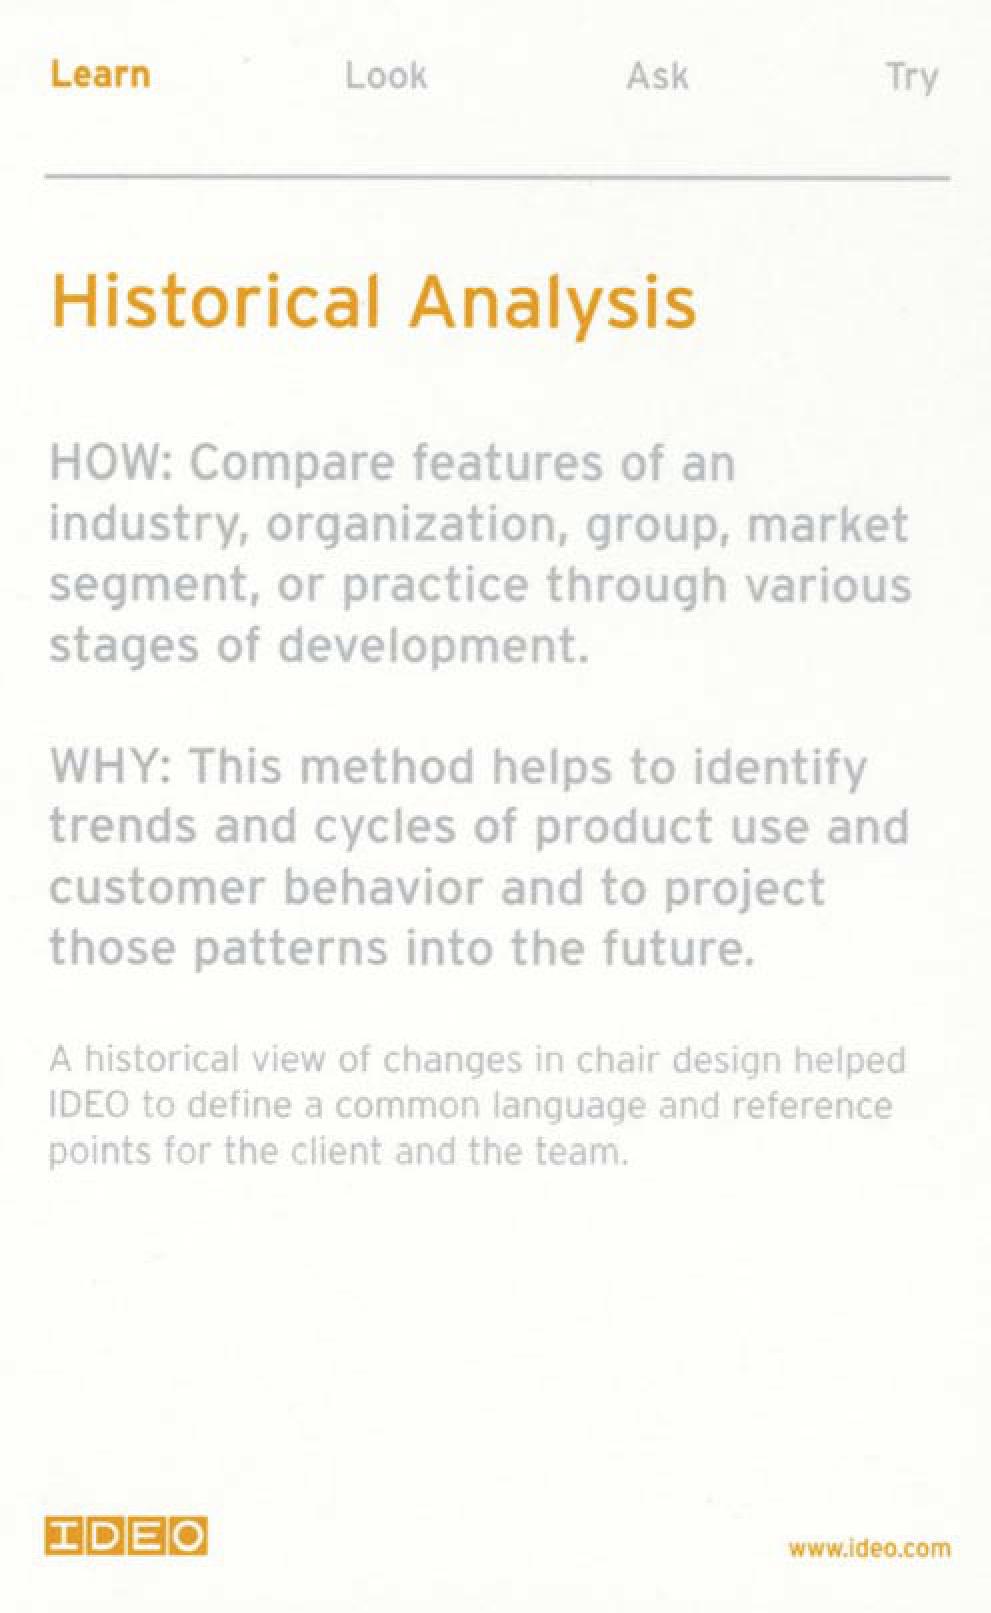 Learn Look Ask Try
Historical Analysis
HOW: Compare features of an
industry, organization, group, market
segment, or practice through various
stages of development.
WHY: This method helps to identify
trends and cycles of product use and
customer behavior and to project
those patterns into the future.
A historical view of changes in chair design helped
IDEO to define a common language and reference
points for the client and the team.
IDEO www.ideo.com